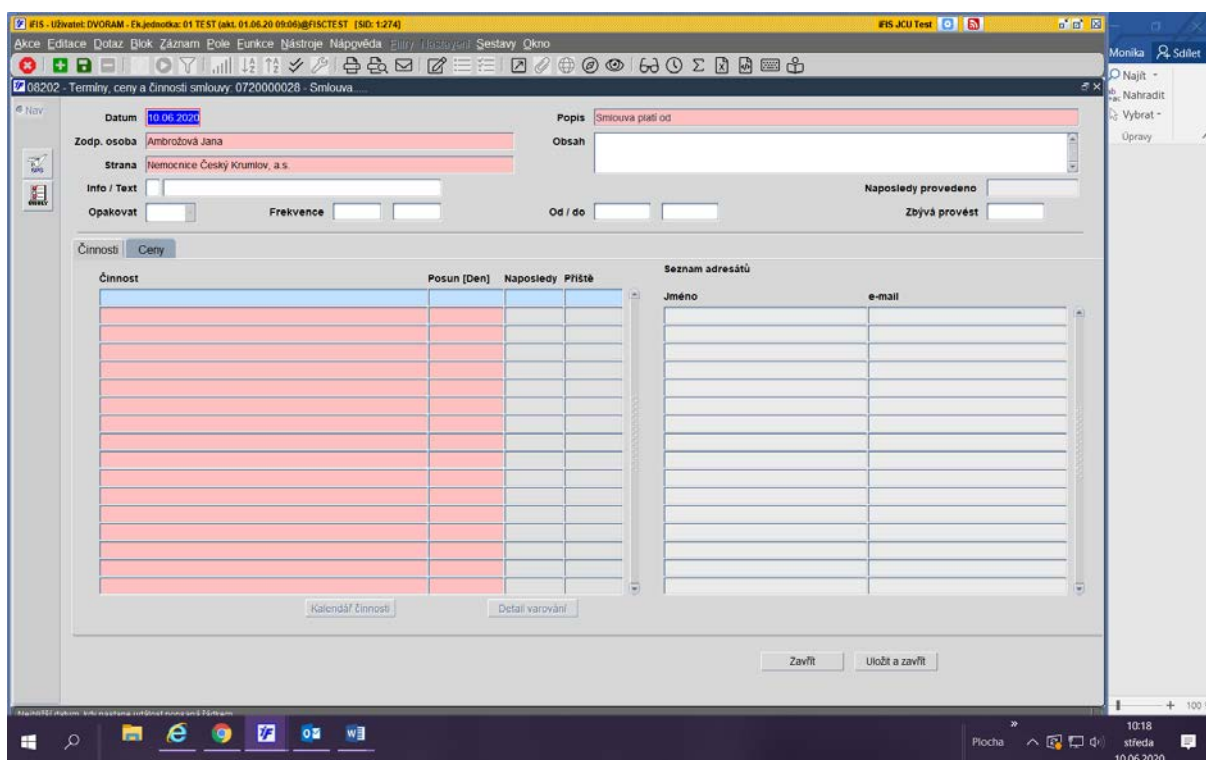 iFIS - Uživatel: DVORAM - Ek.jednotka: 01 TEST (akt. 01.06.20 09:06)@FISCTEST [SID: 1:274] iFIS JCU Test
Akce Editace Dotaz Blok Záznam Pole Funkce Nástroje Nápověda Sestavy Okno
Monika Sdílet
08202 - Termíny, ceny a činnosti smlouvy: 0720000028 - Smlouva.....
Najít
Nahradit
Vybrat
Úpravy
Nav
Datum 10.06.2020 Popis Smlouva platí od
Zodp. osoba Ambrožová Jana Obsah
Strana Nemocnice Český Krumlov, a.s.
Info / Text Naposledy provedeno
Opakovat Frekvence Od / do Zbývá provést
Činnosti Ceny
Činnost Posun [Den] Naposledy Příště
Seznam adresátů
Jméno e-mail
Kalendář činností Detail varování
Zavřít Uložit a zavřít
100
Plocha
10:18
středa
10.06.2020